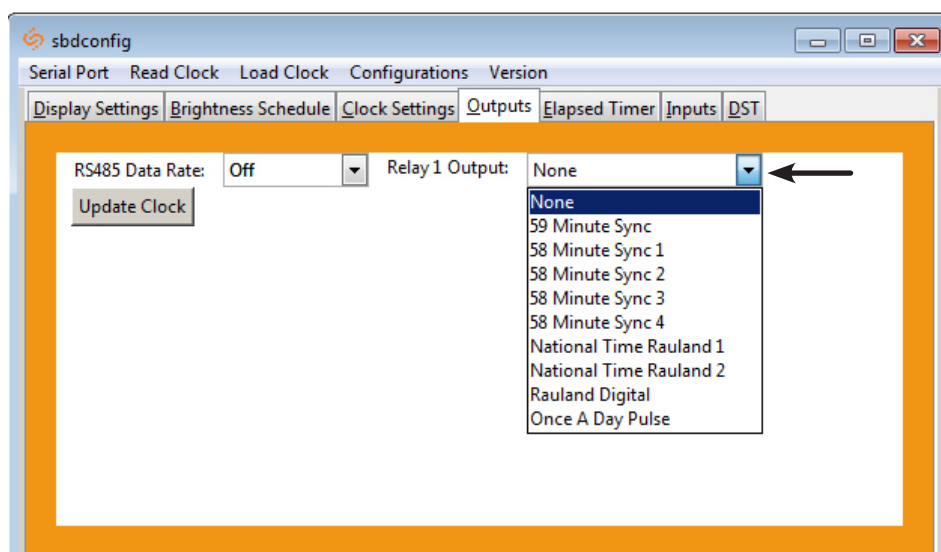 sbdconfig
Serial Port Read Clock Load Clock Configurations Version
Display Settings Brightness Schedule Clock Settings Outputs Elapsed Timer Inputs DST
RS485 Data Rate: Off Relay 1 Output: None
Update Clock
None
59 Minute Sync
58 Minute Sync 1
58 Minute Sync 2
58 Minute Sync 3
58 Minute Sync 4
National Time Rauland 1
National Time Rauland 2
Rauland Digital
Once A Day Pulse